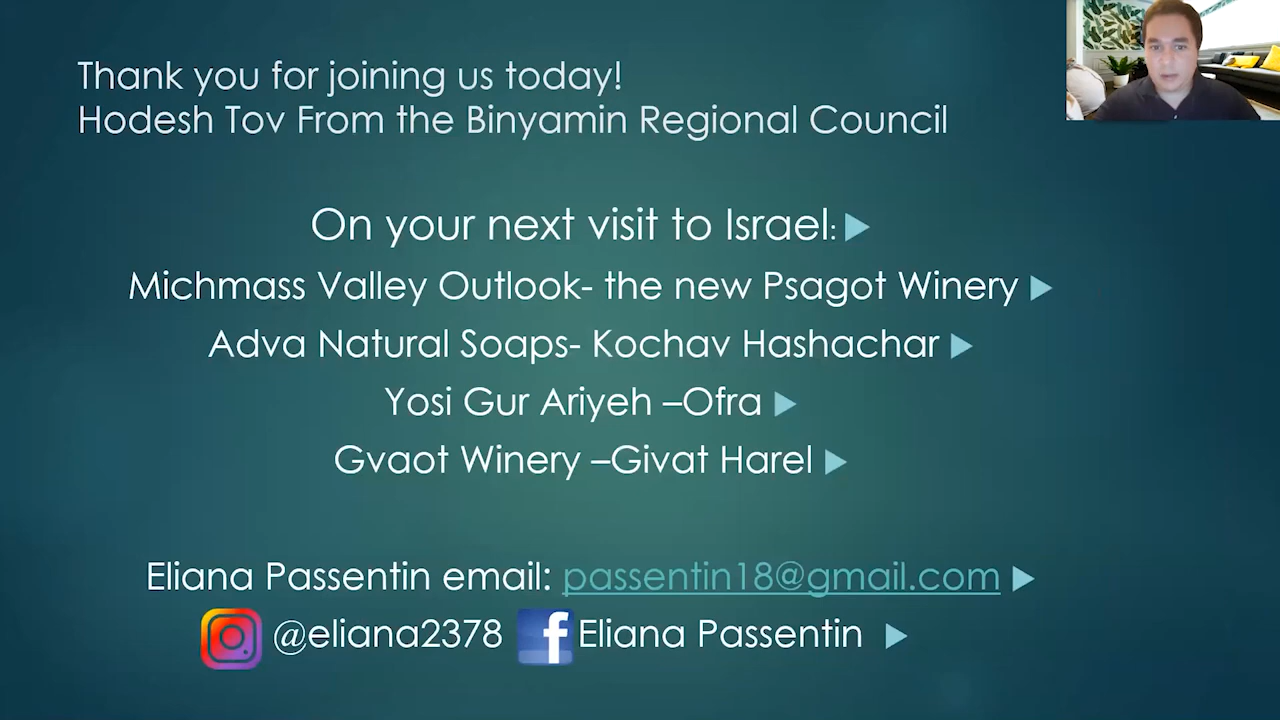 Thank you for joining us today!
Hodesh Tov From the Binyamin Regional Council
On your next visit to Israel:
Michmass Valley Outlook- the new Psagot Winery
Adva Natural Soaps- Kochav Hashachar
Yosi Gur Ariyeh –Ofra
Gvaot Winery –Givat Harel
Eliana Passentin email: passentin18@gmail.com
@eliana2378 f Eliana Passentin